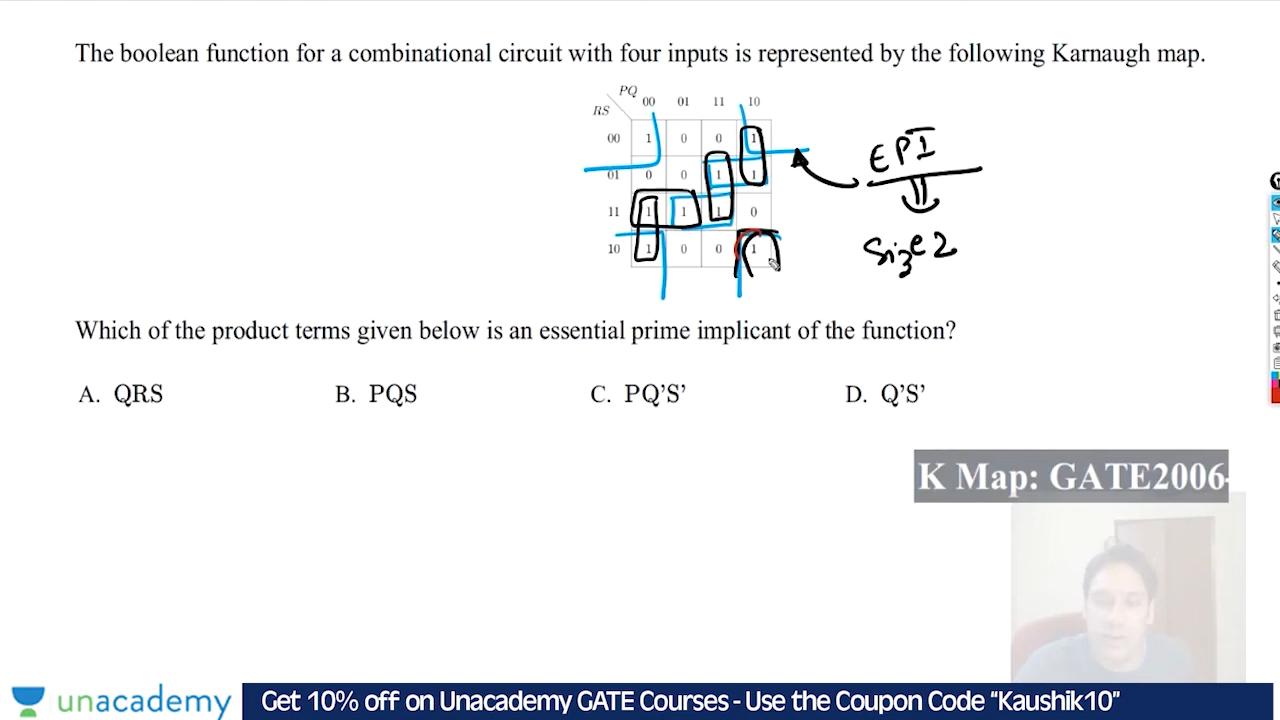 The boolean function for a combinational circuit with four inputs is represented by the following Karnaugh map.
PQ
RS
00 01 11 10
00 1 0 0 1
01 0 0 1 1
11 1 1 1 0
10 1 0 0 1
EPI
Size 2
Which of the product terms given below is an essential prime implicant of the function?
A. QRS B. PQS C. PQ’S’ D. Q’S’
K Map: GATE2006-
unacademy
Get 10% off on Unacademy GATE Courses - Use the Coupon Code “Kaushik10”